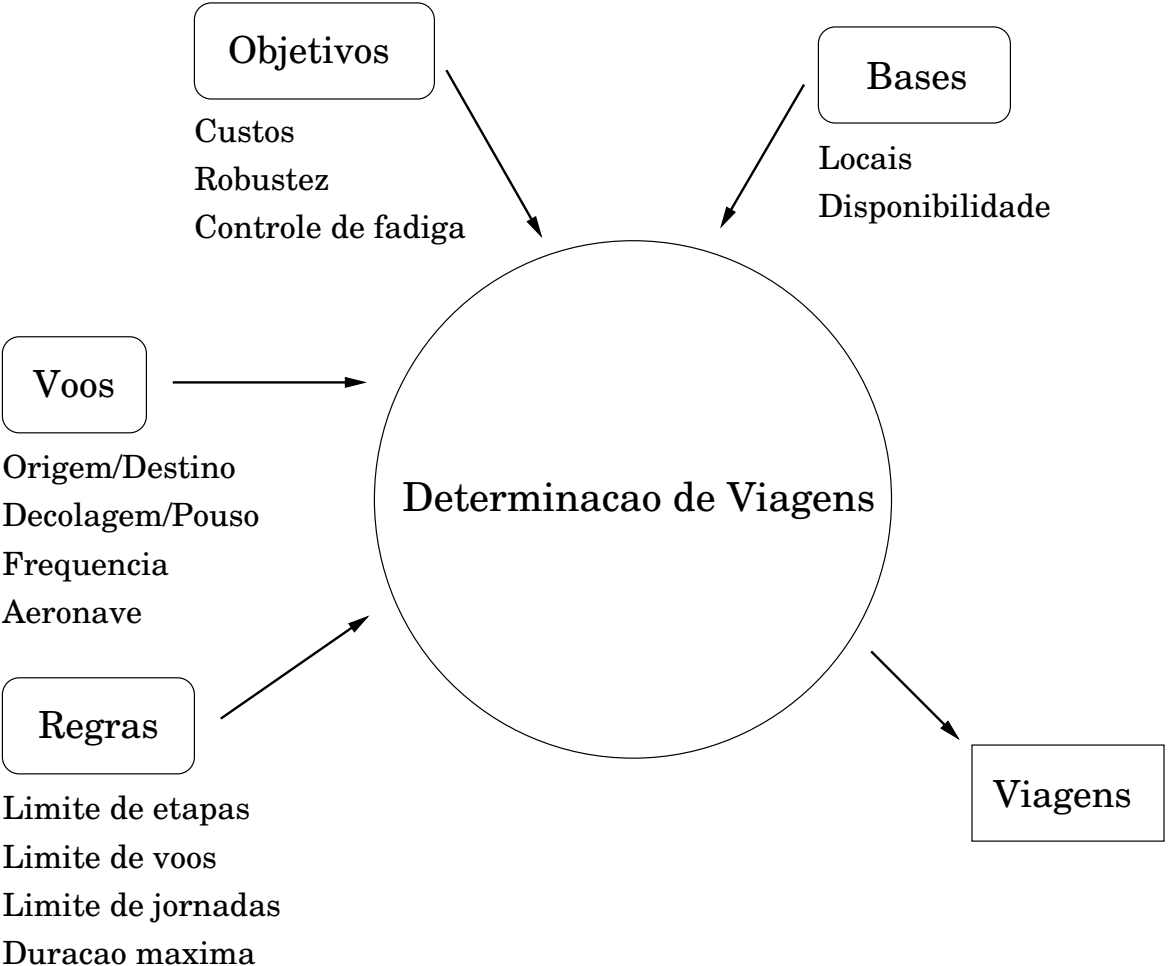 Objetivos
Custos
Robustez
Controle de fadiga
Bases
Locais
Disponibilidade
Voos
Origem/Destino
Decolagem/Pouso
Frequencia
Aeronave
Determinacao de Viagens
Regras
Limite de etapas
Limite de voos
Limite de jornadas
Duracao maxima
Viagens